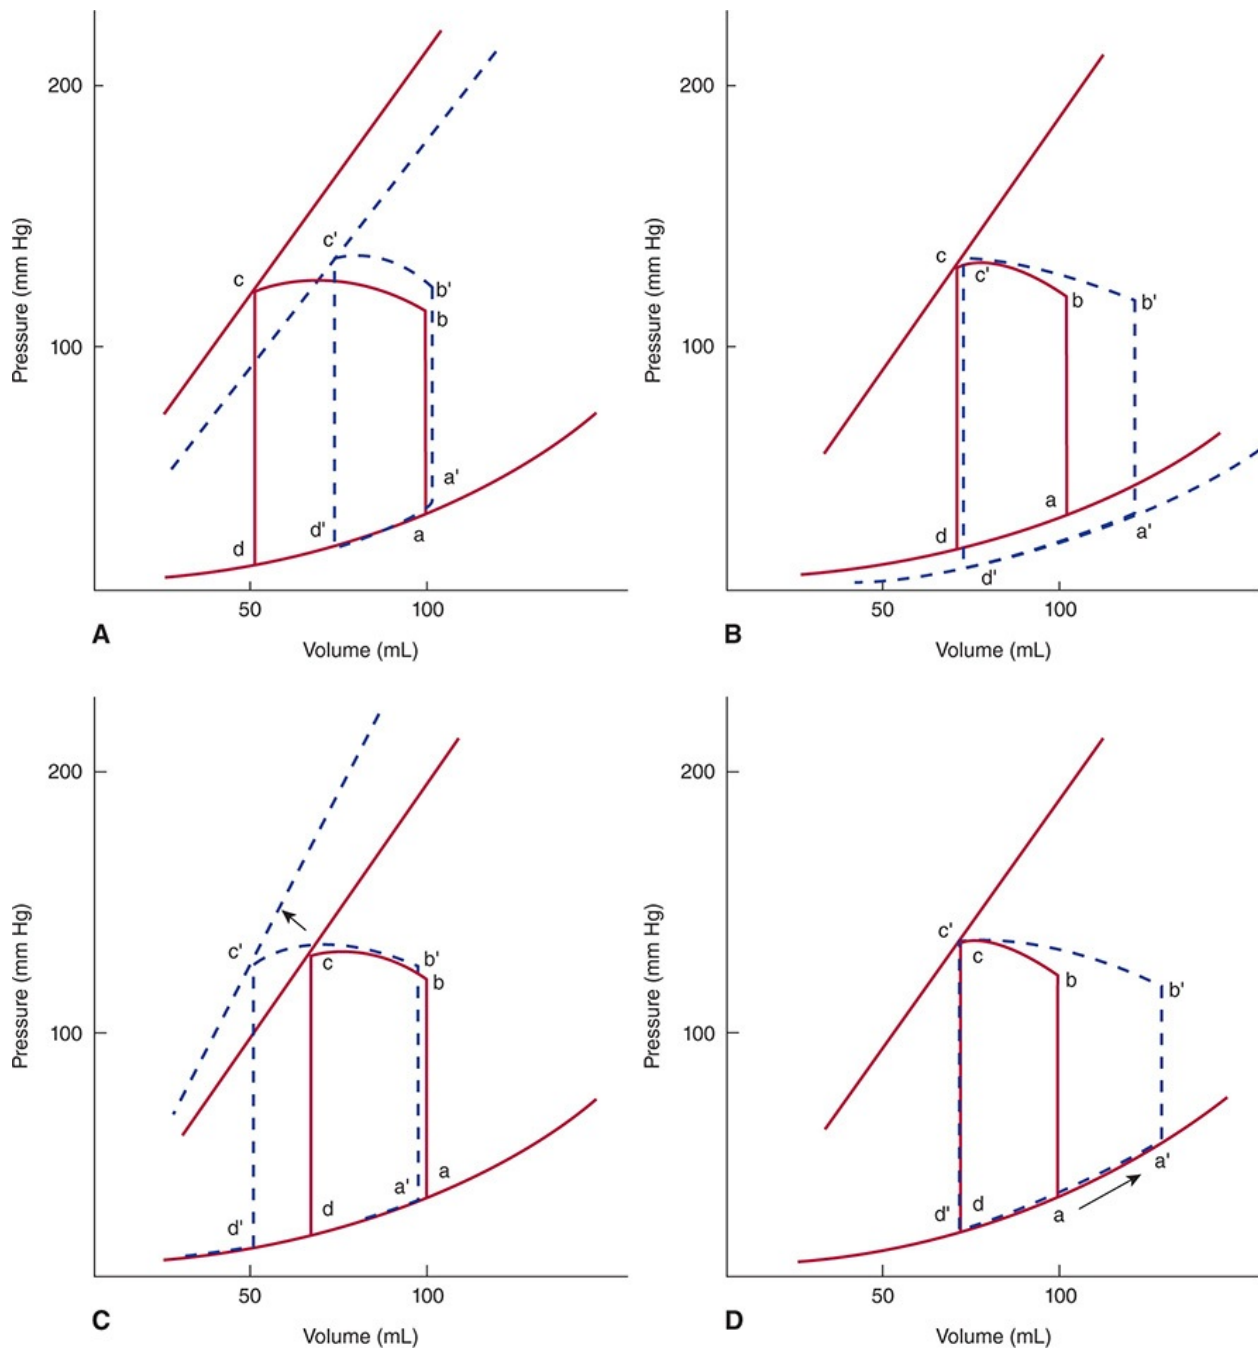 200
100
Pressure (mm Hg)
c'
c
b'
b
a'
a
d'
d
50
100
A
Volume (mL)
200
100
Pressure (mm Hg)
c
c'
b
b'
a
a'
d
d'
50
100
B
Volume (mL)
200
100
Pressure (mm Hg)
c'
c
b'
b
a'
a
d'
d
50
100
C
Volume (mL)
200
100
Pressure (mm Hg)
c'
c
b
b'
a'
d'
d
a
50
100
D
Volume (mL)